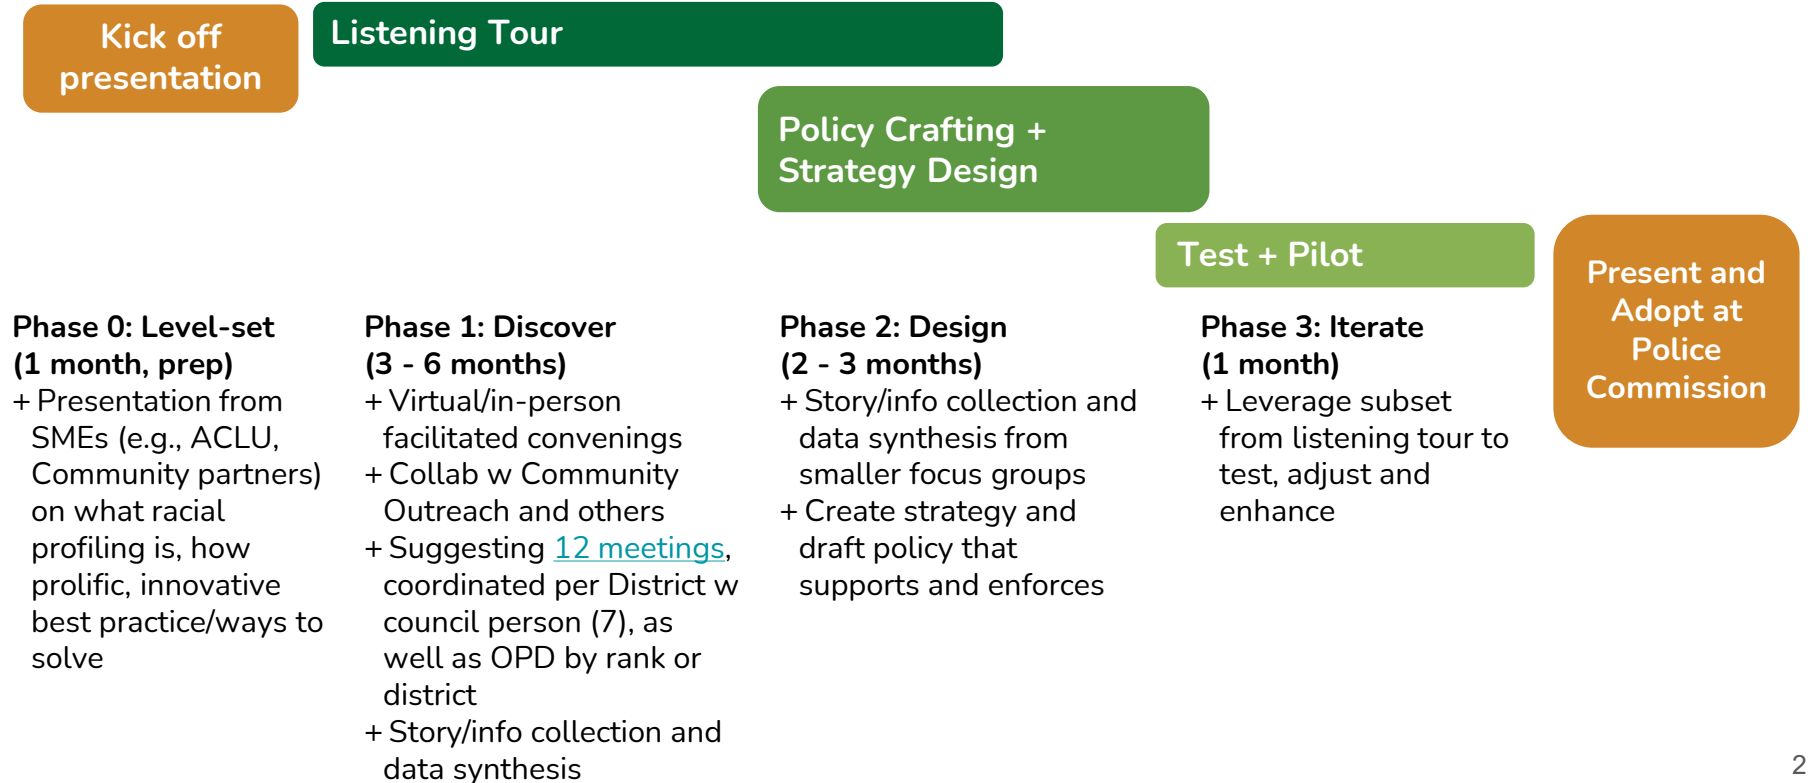 Kick off
presentation
Listening Tour
Policy Crafting +
Strategy Design
Test + Pilot
Present and
Adopt at
Police
Commission
Phase 0: Level-set
(1 month, prep)
+ Presentation from
SMEs (e.g., ACLU,
Community partners)
on what racial
profiling is, how
prolific, innovative
best practice/ways to
solve
Phase 1: Discover
(3 - 6 months)
+ Virtual/in-person
facilitated convenings
+ Collab w Community
Outreach and others
+ Suggesting 12 meetings,
coordinated per District w
council person (7), as
well as OPD by rank or
district
+ Story/info collection and
data synthesis
Phase 2: Design
(2 - 3 months)
+ Story/info collection and
data synthesis from
smaller focus groups
+ Create strategy and
draft policy that
supports and enforces
Phase 3: Iterate
(1 month)
+ Leverage subset
from listening tour to
test, adjust and
enhance
2